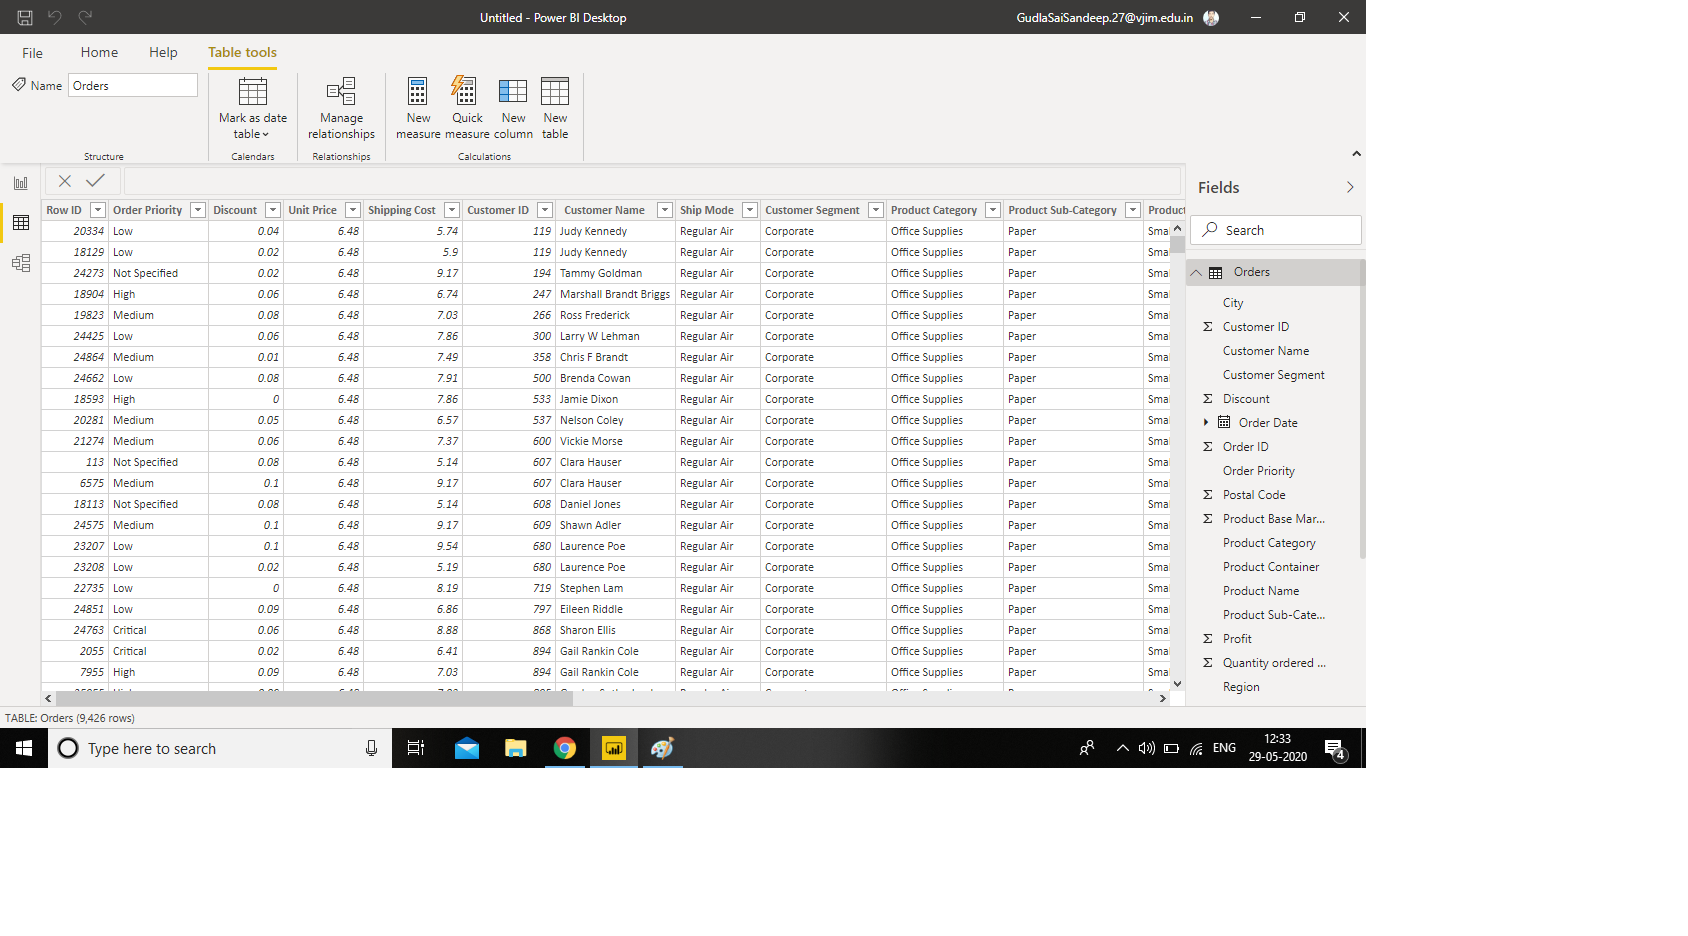 Untitled - Power BI Desktop
GudlaSaiSandeep.27@vjim.edu.in
File Home Help Table tools
Name Orders
Mark as date table
Manage relationships
New measure
Quick measure
New column
New table
Structure Calendars Relationships Calculations
Fields
Search
Row ID Order Priority Discount Unit Price Shipping Cost Customer ID Customer Name Ship Mode Customer Segment Product Category Product Sub-Category Product
20334 Low 0.04 6.48 5.74 119 Judy Kennedy Regular Air Corporate Office Supplies Paper Sma
18129 Low 0.02 6.48 5.9 119 Judy Kennedy Regular Air Corporate Office Supplies Paper Sma
24273 Not Specified 0.02 6.48 9.17 194 Tammy Goldman Regular Air Corporate Office Supplies Paper Sma
18904 High 0.06 6.48 6.74 247 Marshall Brandt Briggs Regular Air Corporate Office Supplies Paper Sma
19823 Medium 0.08 6.48 7.03 266 Ross Frederick Regular Air Corporate Office Supplies Paper Sma
24425 Low 0.06 6.48 7.86 300 Larry W Lehman Regular Air Corporate Office Supplies Paper Sma
24864 Medium 0.01 6.48 7.49 358 Chris F Brandt Regular Air Corporate Office Supplies Paper Sma
24662 Low 0.08 6.48 7.91 500 Brenda Cowan Regular Air Corporate Office Supplies Paper Sma
18593 High 0 6.48 7.86 533 Jamie Dixon Regular Air Corporate Office Supplies Paper Sma
20281 Medium 0.05 6.48 6.57 537 Nelson Coley Regular Air Corporate Office Supplies Paper Sma
21274 Medium 0.06 6.48 7.37 600 Vickie Morse Regular Air Corporate Office Supplies Paper Sma
113 Not Specified 0.08 6.48 5.14 607 Clara Hauser Regular Air Corporate Office Supplies Paper Sma
6575 Medium 0.1 6.48 9.17 607 Clara Hauser Regular Air Corporate Office Supplies Paper Sma
18113 Not Specified 0.08 6.48 5.14 608 Daniel Jones Regular Air Corporate Office Supplies Paper Sma
24575 Medium 0.1 6.48 9.17 609 Shawn Adler Regular Air Corporate Office Supplies Paper Sma
23207 Low 0.1 6.48 9.54 680 Laurence Poe Regular Air Corporate Office Supplies Paper Sma
23208 Low 0.02 6.48 5.19 680 Laurence Poe Regular Air Corporate Office Supplies Paper Sma
22735 Low 0 6.48 8.19 719 Stephen Lam Regular Air Corporate Office Supplies Paper Sma
24851 Low 0.09 6.48 6.86 797 Eileen Riddle Regular Air Corporate Office Supplies Paper Sma
24763 Critical 0.06 6.48 8.88 868 Sharon Ellis Regular Air Corporate Office Supplies Paper Sma
2055 Critical 0.02 6.48 6.41 894 Gail Rankin Cole Regular Air Corporate Office Supplies Paper Sma
7955 High 0.09 6.48 7.03 894 Gail Rankin Cole Regular Air Corporate Office Supplies Paper Sma
Orders
City
Σ Customer ID
Customer Name
Customer Segment
Σ Discount
Order Date
Σ Order ID
Order Priority
Σ Postal Code
Σ Product Base Mar...
Product Category
Product Container
Product Name
Product Sub-Cate...
Σ Profit
Σ Quantity ordered ...
Region
TABLE: Orders (9,426 rows)
Type here to search
ENG
12:33
29-05-2020
4